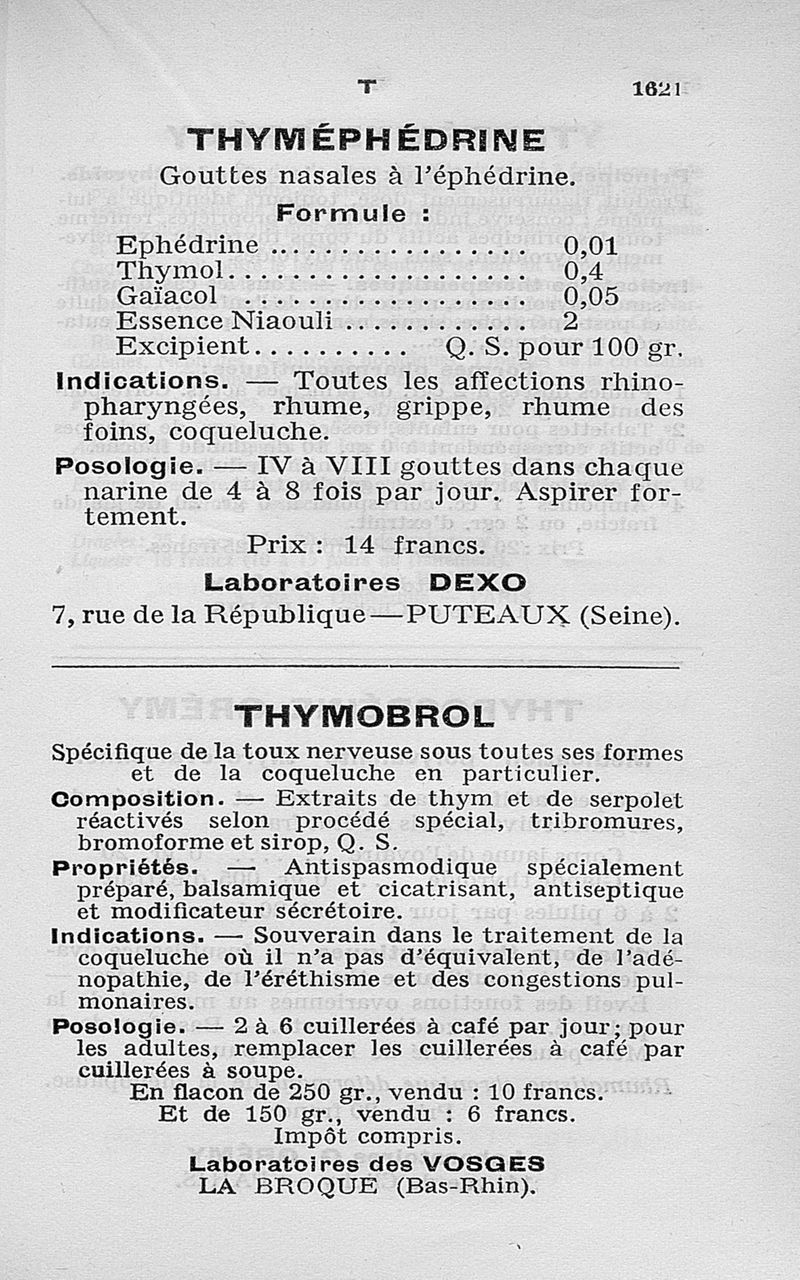 T 1621
THYMÉPHÉDRINE
Gouttes nasales à l'éphédrine.
Formule :
Ephédrine ................ 0,01
Thymol................... 0,4
Gaïacol .................. 0,05
Essence Niaouli ............ 2
Excipient.......... Q. S. pour 100 gr.
Indications. — Toutes les affections rhino-
pharyngées, rhume, grippe, rhume des
foins, coqueluche.
Posologie. — IV à VIII gouttes dans chaque
narine de 4 à 8 fois par jour. Aspirer for-
tement.
Prix : 14 francs.
Laboratoires DEXO
7, rue de la République — PUTEAUX (Seine).
THYMOBROL
Spécifique de la toux nerveuse sous toutes ses formes
et de la coqueluche en particulier.
Composition. — Extraits de thym et de serpolet
réactivés selon procédé spécial, tribromures,
bromoforme et sirop, Q. S.
Propriétés. — Antispasmodique spécialement
préparé, balsamique et cicatrisant, antiseptique
et modificateur sécrétoire.
Indications. — Souverain dans le traitement de la
coqueluche où il n'a pas d'équivalent, de l'adé-
nopathie, de l'éréthisme et des congestions pul-
monaires.
Posologie. — 2 à 6 cuillerées à café par jour ; pour
les adultes, remplacer les cuillerées à café par
cuillerées à soupe.
En flacon de 250 gr., vendu : 10 francs.
Et de 150 gr., vendu : 6 francs.
Impôt compris.
Laboratoires des VOSGES
LA BROQUE (Bas-Rhin).